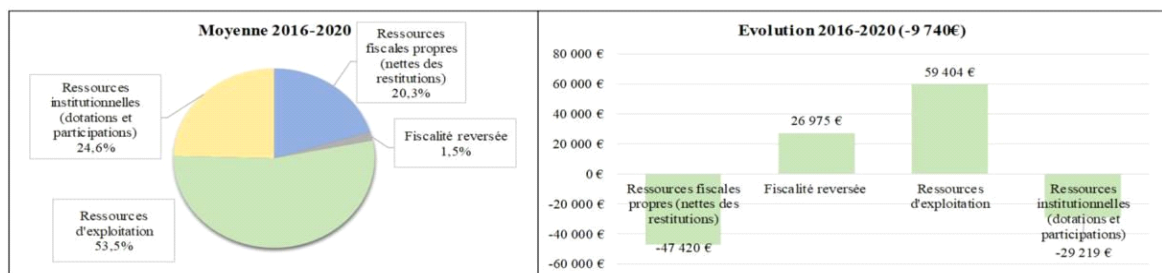 Moyenne 2016-2020
Ressources
fiscales propres
(nettes des
restitutions)
20,3%
Ressources
institutionnelles
(dotations et
participations)
24,6%
Fiscalité reversée
1,5%
Ressources
d'exploitation
53,5%
Evolution 2016-2020 (-9 740€)
80 000 €
60 000 €
40 000 €
20 000 €
0 €
-20 000 €
-40 000 €
-60 000 €
59 404 €
26 975 €
Ressources fiscales
propres (nettes des
restitutions)
Fiscalité reversée
Ressources
d'exploitation
Ressources
institutionnelles
(dotations et
participations)
-47 420 €
-29 219 €